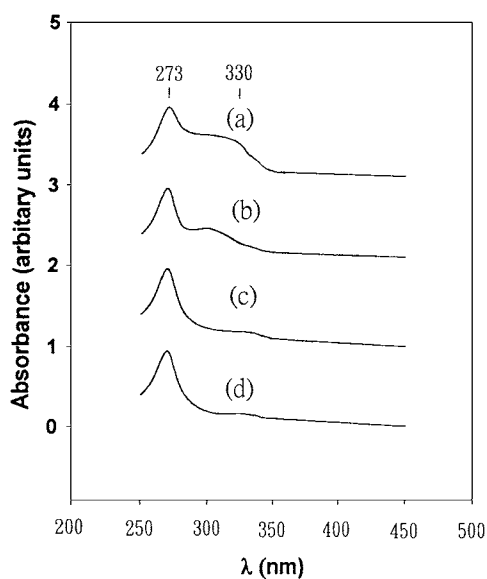 5
273 330
4
(a)
3
(b)
2
(c)
1
(d)
0
200 250 300 350 400 450 500
λ (nm)
Absorbance (arbitary units)